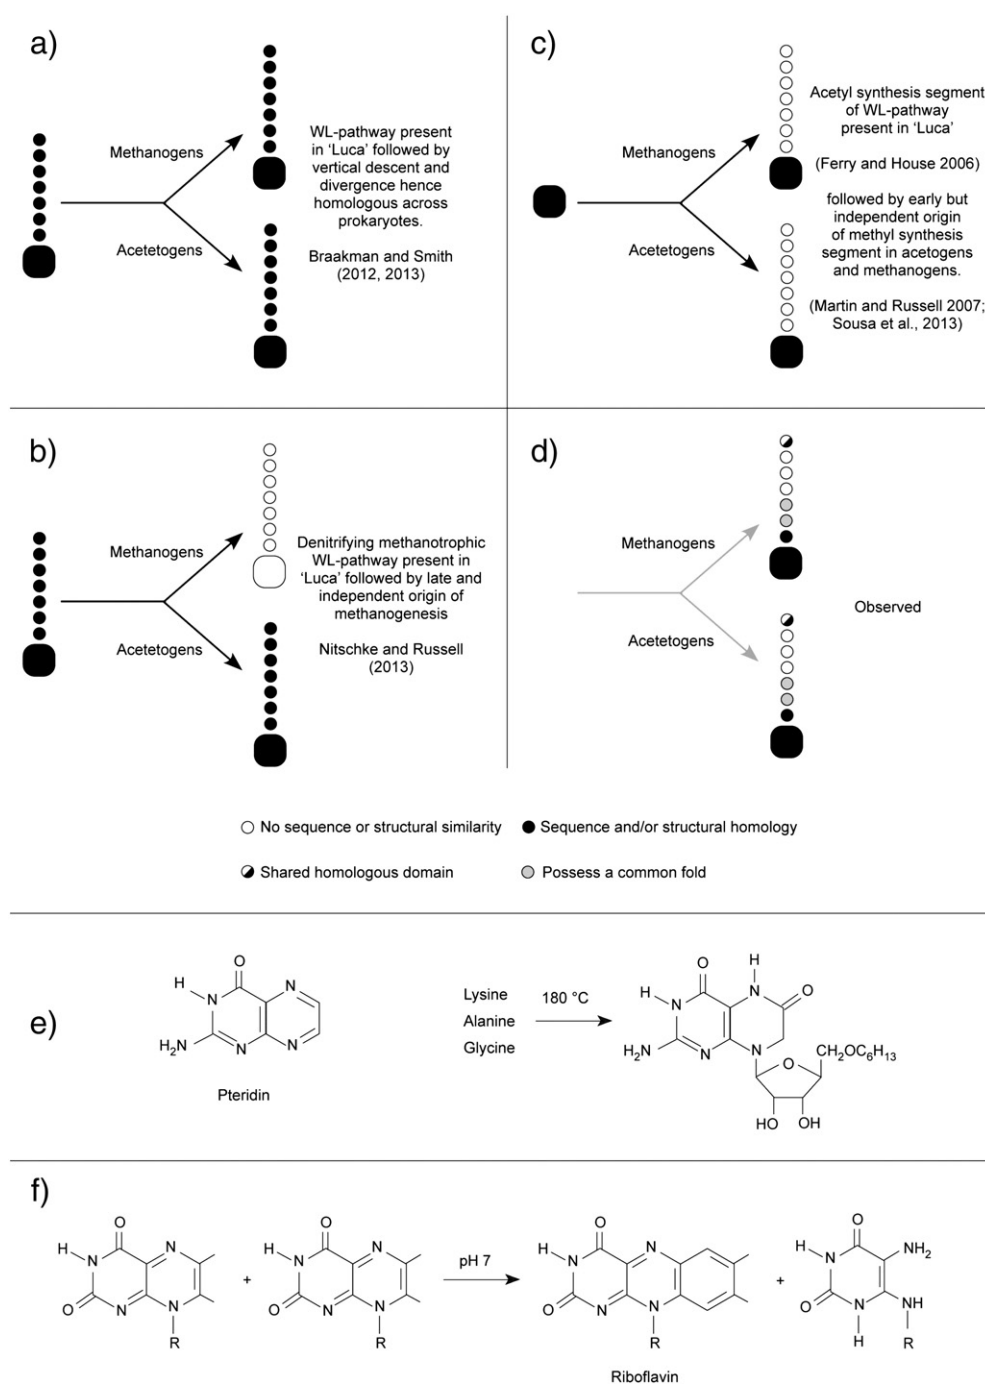 a)
Methanogens
Acetetogens
WL-pathway present
in 'Luca' followed by
vertical descent and
divergence hence
homologous across
prokaryotes.
Braakman and Smith
(2012, 2013)
c)
Methanogens
Acetetogens
Acetyl synthesis segment
of WL-pathway
present in 'Luca'
(Ferry and House 2006)
followed by early but
independent origin
of methyl synthesis
segment in acetogens
and methanogens.
(Martin and Russell 2007;
Sousa et al., 2013)
b)
Methanogens
Acetetogens
Denitrifying methanotrophic
WL-pathway present in
'Luca' followed by late and
independent origin of
methanogenesis
Nitschke and Russell
(2013)
d)
Methanogens
Acetetogens
Observed
No sequence or structural similarity
Sequence and/or structural homology
Shared homologous domain
Possess a common fold
e)
O
H
N
N
H₂N
N
N
Pteridin
Lysine
Alanine
Glycine
180 °C
H
O
N
O
H
N
H₂N
N
N
O
CH₂OC₆H₁₃
HO
OH
f)
O
H
N
N
O
N
N
R
+
O
H
N
N
O
N
N
R
pH 7
O
H
N
N
O
N
N
R
Riboflavin
+
O
H
N
NH₂
O
N
H
NH
R